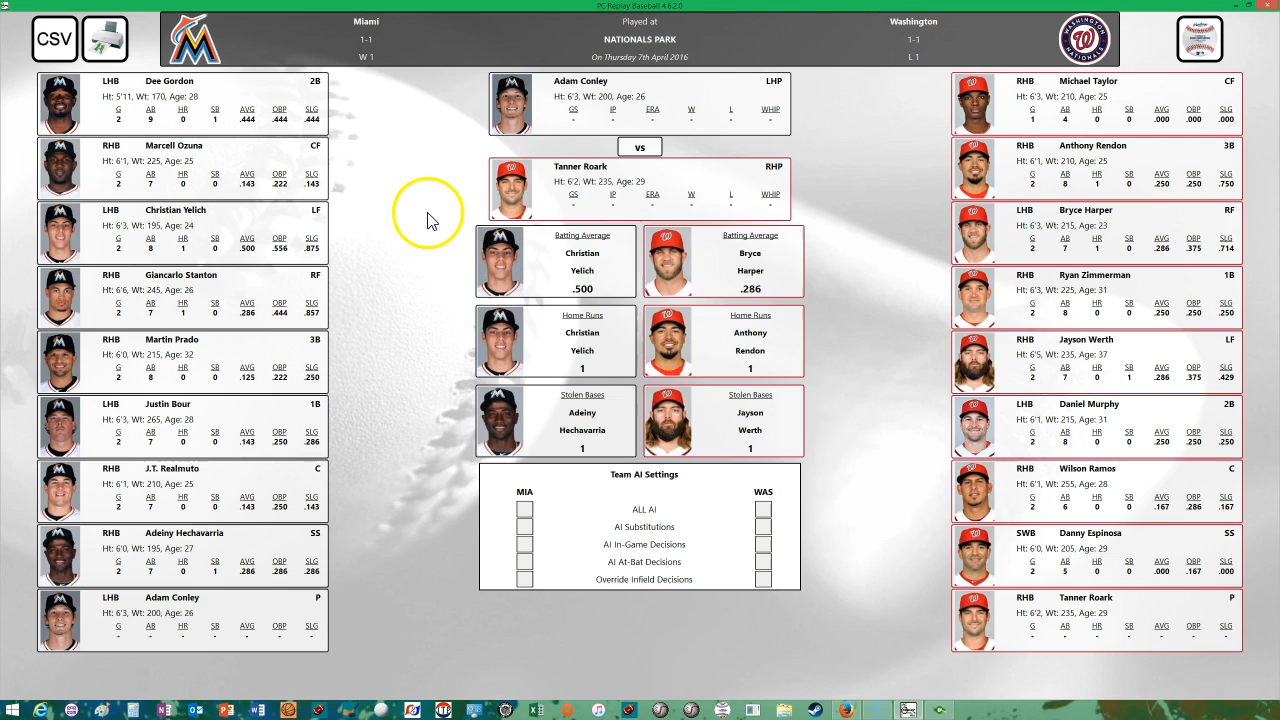 PC Replay Baseball 4.6.2.0
CSV
Miami
1-1
W 1
Played at
NATIONALS PARK
On Thursday 7th April 2016
Washington
1-1
L 1
LHB Dee Gordon 2B
Ht: 5'11, Wt: 170, Age: 28
G AB HR SB AVG OBP SLG
2 9 0 1 .444 .444 .444
RHB Marcell Ozuna CF
Ht: 6'1, Wt: 225, Age: 25
G AB HR SB AVG OBP SLG
2 7 0 0 .143 .222 .143
LHB Christian Yelich LF
Ht: 6'3, Wt: 195, Age: 24
G AB HR SB AVG OBP SLG
2 8 1 0 .500 .556 .875
RHB Giancarlo Stanton RF
Ht: 6'6, Wt: 245, Age: 26
G AB HR SB AVG OBP SLG
2 7 1 0 .286 .444 .857
RHB Martin Prado 3B
Ht: 6'0, Wt: 215, Age: 32
G AB HR SB AVG OBP SLG
2 8 0 0 .125 .222 .250
LHB Justin Bour 1B
Ht: 6'3, Wt: 265, Age: 28
G AB HR SB AVG OBP SLG
2 7 0 0 .143 .250 .286
RHB J.T. Realmuto C
Ht: 6'1, Wt: 210, Age: 25
G AB HR SB AVG OBP SLG
2 7 0 0 .143 .250 .143
RHB Adeiny Hechavarria SS
Ht: 6'0, Wt: 195, Age: 27
G AB HR SB AVG OBP SLG
2 7 0 1 .286 .286 .286
LHB Adam Conley P
Ht: 6'3, Wt: 200, Age: 26
G AB HR SB AVG OBP SLG
- - - - - - -
Adam Conley LHP
Ht: 6'3, Wt: 200, Age: 26
GS IP ERA W L WHIP
- - - - - -
vs
Tanner Roark RHP
Ht: 6'2, Wt: 235, Age: 29
GS IP ERA W L WHIP
- - - - - -
Batting Average
Christian
Yelich
.500
Batting Average
Bryce
Harper
.286
Home Runs
Christian
Yelich
1
Home Runs
Anthony
Rendon
1
Stolen Bases
Adeiny
Hechavarria
1
Stolen Bases
Jayson
Werth
1
Team AI Settings
MIA WAS
ALL AI
AI Substitutions
AI In-Game Decisions
AI At-Bat Decisions
Override Infield Decisions
RHB Michael Taylor CF
Ht: 6'3, Wt: 210, Age: 25
G AB HR SB AVG OBP SLG
1 4 0 0 .000 .000 .000
RHB Anthony Rendon 3B
Ht: 6'1, Wt: 210, Age: 25
G AB HR SB AVG OBP SLG
2 8 1 0 .250 .250 .750
LHB Bryce Harper RF
Ht: 6'3, Wt: 215, Age: 23
G AB HR SB AVG OBP SLG
2 7 1 0 .286 .375 .714
RHB Ryan Zimmerman 1B
Ht: 6'3, Wt: 225, Age: 31
G AB HR SB AVG OBP SLG
2 8 0 0 .250 .250 .250
RHB Jayson Werth LF
Ht: 6'5, Wt: 235, Age: 37
G AB HR SB AVG OBP SLG
2 7 0 1 .286 .375 .429
LHB Daniel Murphy 2B
Ht: 6'1, Wt: 215, Age: 31
G AB HR SB AVG OBP SLG
2 8 0 0 .250 .250 .250
RHB Wilson Ramos C
Ht: 6'1, Wt: 255, Age: 28
G AB HR SB AVG OBP SLG
2 6 0 0 .167 .286 .167
SWB Danny Espinosa SS
Ht: 6'0, Wt: 205, Age: 29
G AB HR SB AVG OBP SLG
2 5 0 0 .000 .167 .000
RHB Tanner Roark P
Ht: 6'2, Wt: 235, Age: 29
G AB HR SB AVG OBP SLG
- - - - - - -